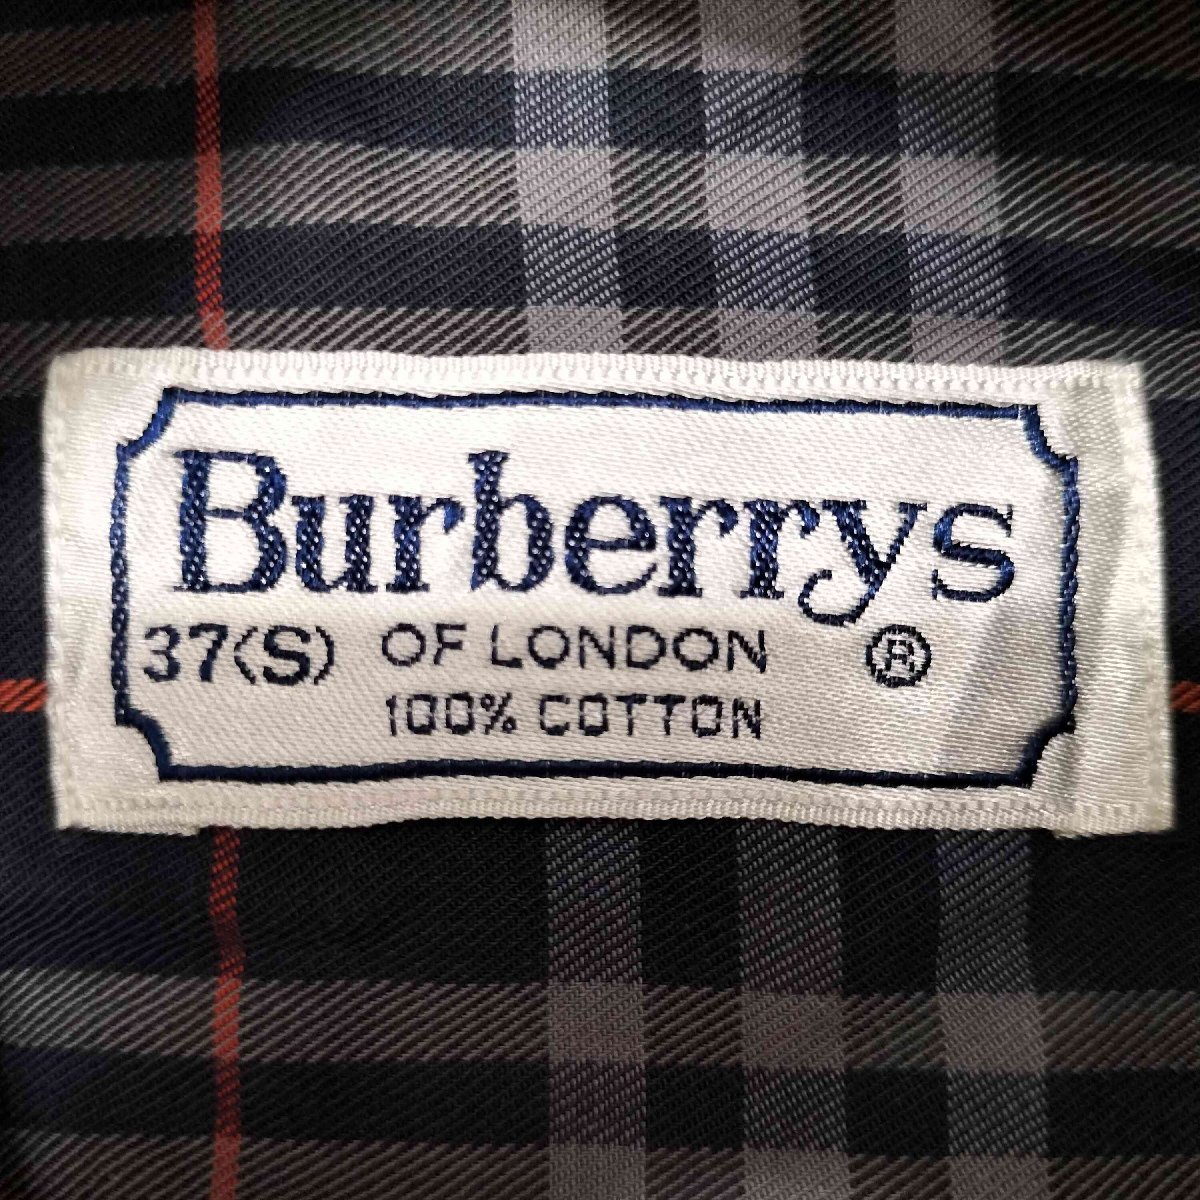 Burberrys
37(S) OF LONDON ®
100% COTTON